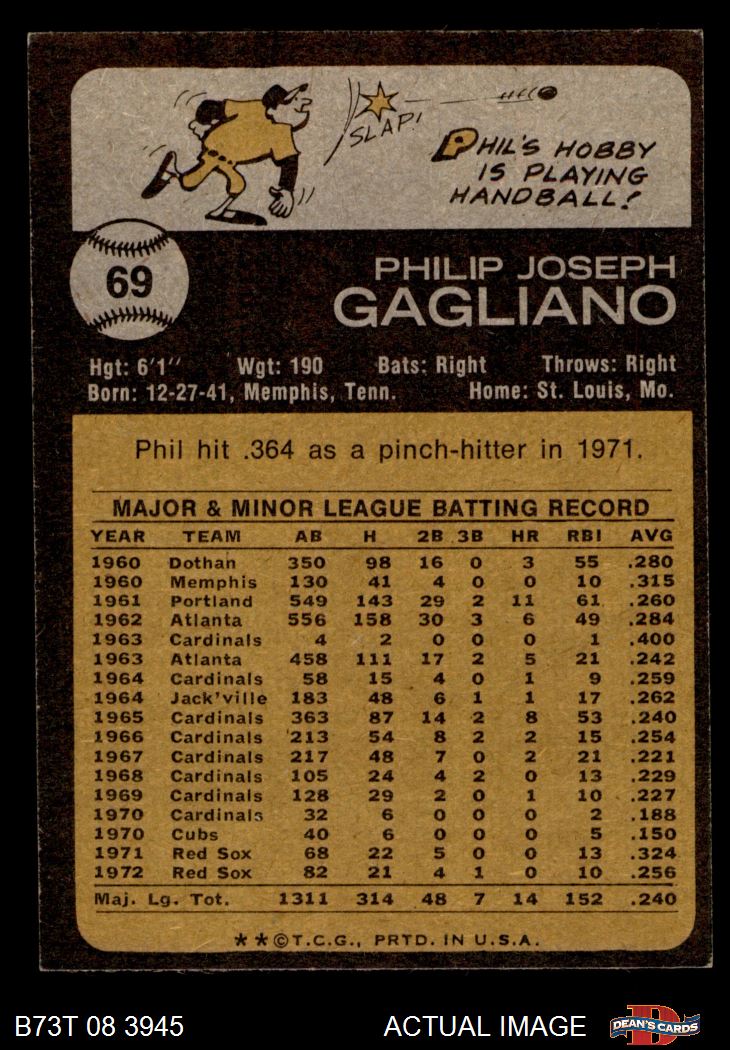 SLAP!
PHIL'S HOBBY
IS PLAYING
HANDBALL!
69
PHILIP JOSEPH
GAGLIANO
Hgt: 6'1" Wgt: 190 Bats: Right Throws: Right
Born: 12-27-41, Memphis, Tenn. Home: St. Louis, Mo.
Phil hit .364 as a pinch-hitter in 1971.
MAJOR & MINOR LEAGUE BATTING RECORD
YEAR TEAM AB H 2B 3B HR RBI AVG
1960 Dothan 350 98 16 0 3 55 .280
1960 Memphis 130 41 4 0 0 10 .315
1961 Portland 549 143 29 2 11 61 .260
1962 Atlanta 556 158 30 3 6 49 .284
1963 Cardinals 4 2 0 0 0 1 .400
1963 Atlanta 458 111 17 2 5 21 .242
1964 Cardinals 58 15 4 0 1 9 .259
1964 Jack'ville 183 48 6 1 1 17 .262
1965 Cardinals 363 87 14 2 8 53 .240
1966 Cardinals 213 54 8 2 2 15 .254
1967 Cardinals 217 48 7 0 2 21 .221
1968 Cardinals 105 24 4 2 0 13 .229
1969 Cardinals 128 29 2 0 1 10 .227
1970 Cardinals 32 6 0 0 0 2 .188
1970 Cubs 40 6 0 0 0 5 .150
1971 Red Sox 68 22 5 0 0 13 .324
1972 Red Sox 82 21 4 1 0 10 .256
Maj. Lg. Tot. 1311 314 48 7 14 152 .240
**©T.C.G., PRTD. IN U.S.A.
B73T 08 3945 ACTUAL IMAGE DEAN'S CARDS